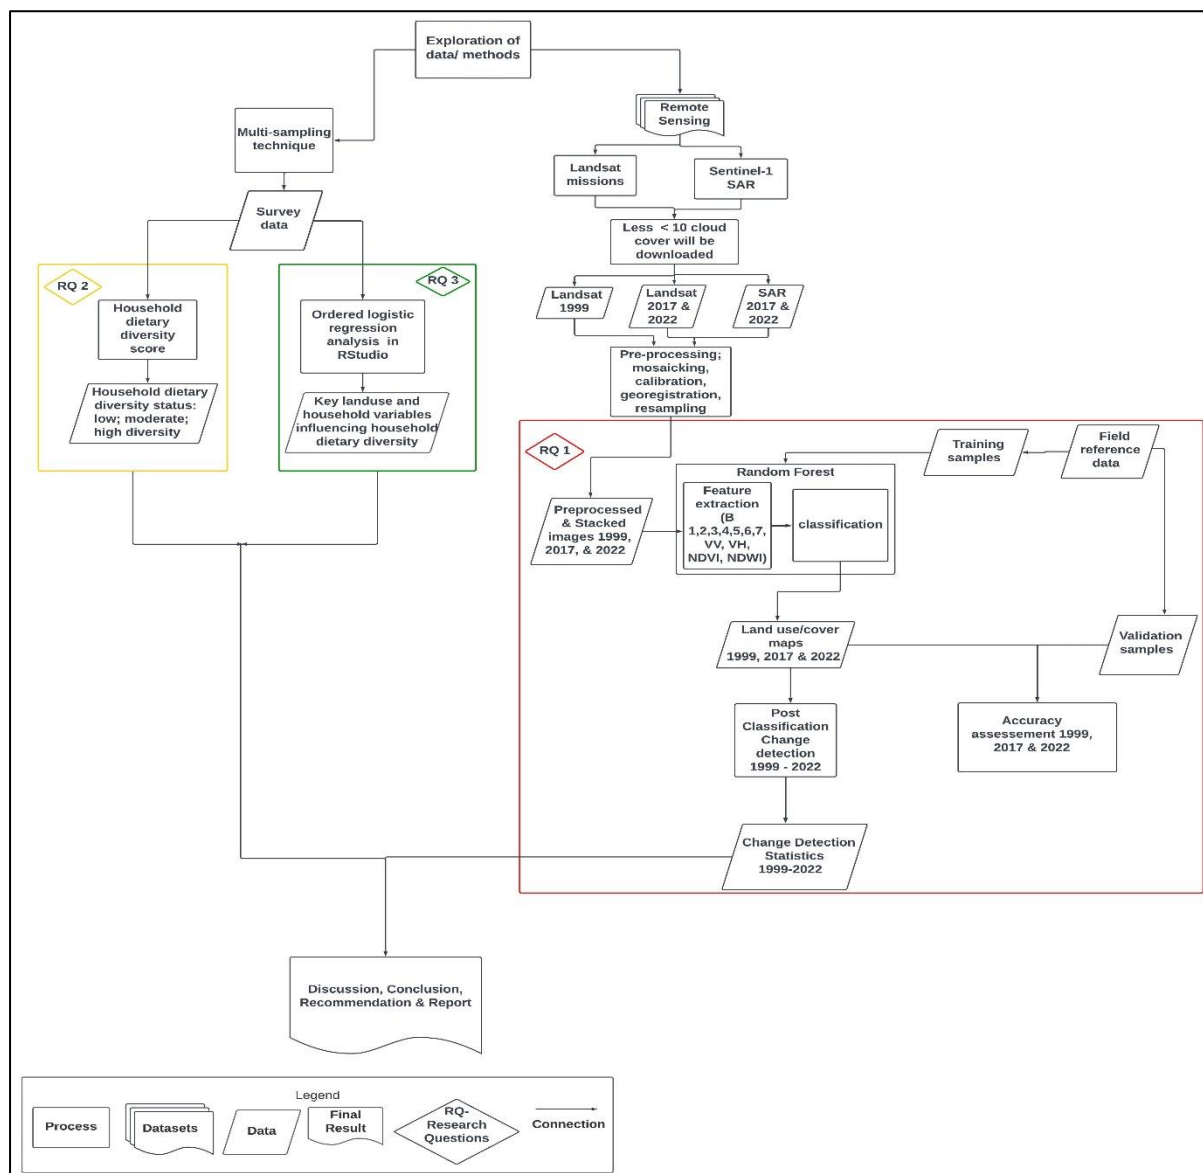 Exploration of
data/ methods
Remote
Sensing
Multi-sampling
technique
Landsat
missions
Sentinel-1
SAR
Survey
data
Less < 10 cloud
cover will be
downloaded
RQ 2
RQ 3
Landsat
1999
Landsat
2017 &
2022
SAR
2017 &
2022
Household
dietary
diversity
score
Ordered logistic
regression
analysis in
RStudio
Pre-processing;
mosaicking,
calibration,
georegistration,
resampling
Household dietary
diversity status:
low; moderate;
high diversity
Key landuse and
household variables
influencing household
dietary diversity
RQ 1
Training
samples
Field
reference
data
Random Forest
Preprocessed
& Stacked
images 1999,
2017, & 2022
Feature
extraction
(B
1,2,3,4,5,6,7,
VV, VH,
NDVI, NDWI)
classification
Land use/cover
maps
1999, 2017 & 2022
Validation
samples
Post
Classification
Change
detection
1999 - 2022
Accuracy
assessement 1999,
2017 & 2022
Change Detection
Statistics
1999-2022
Discussion, Conclusion,
Recommendation & Report
Legend
Process
Datasets
Data
Final
Result
RQ-
Research
Questions
Connection